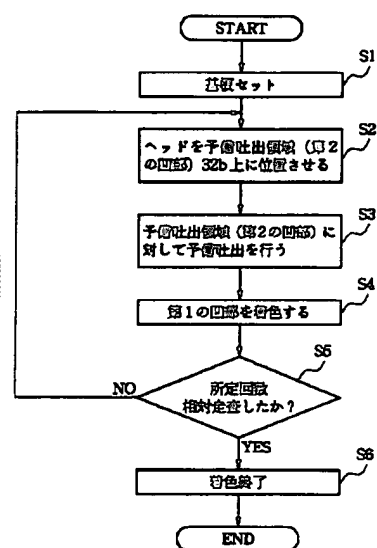 START
S1
基板セット
S2
ヘッドを予備吐出領域（第2
の凹部）32b上に位置させる
S3
予備吐出領域（第2の凹部）に
対して予備吐出を行う
S4
第1の凹部を着色する
S5
所定回数
相対走査したか？
NO
YES
S6
着色終了
END